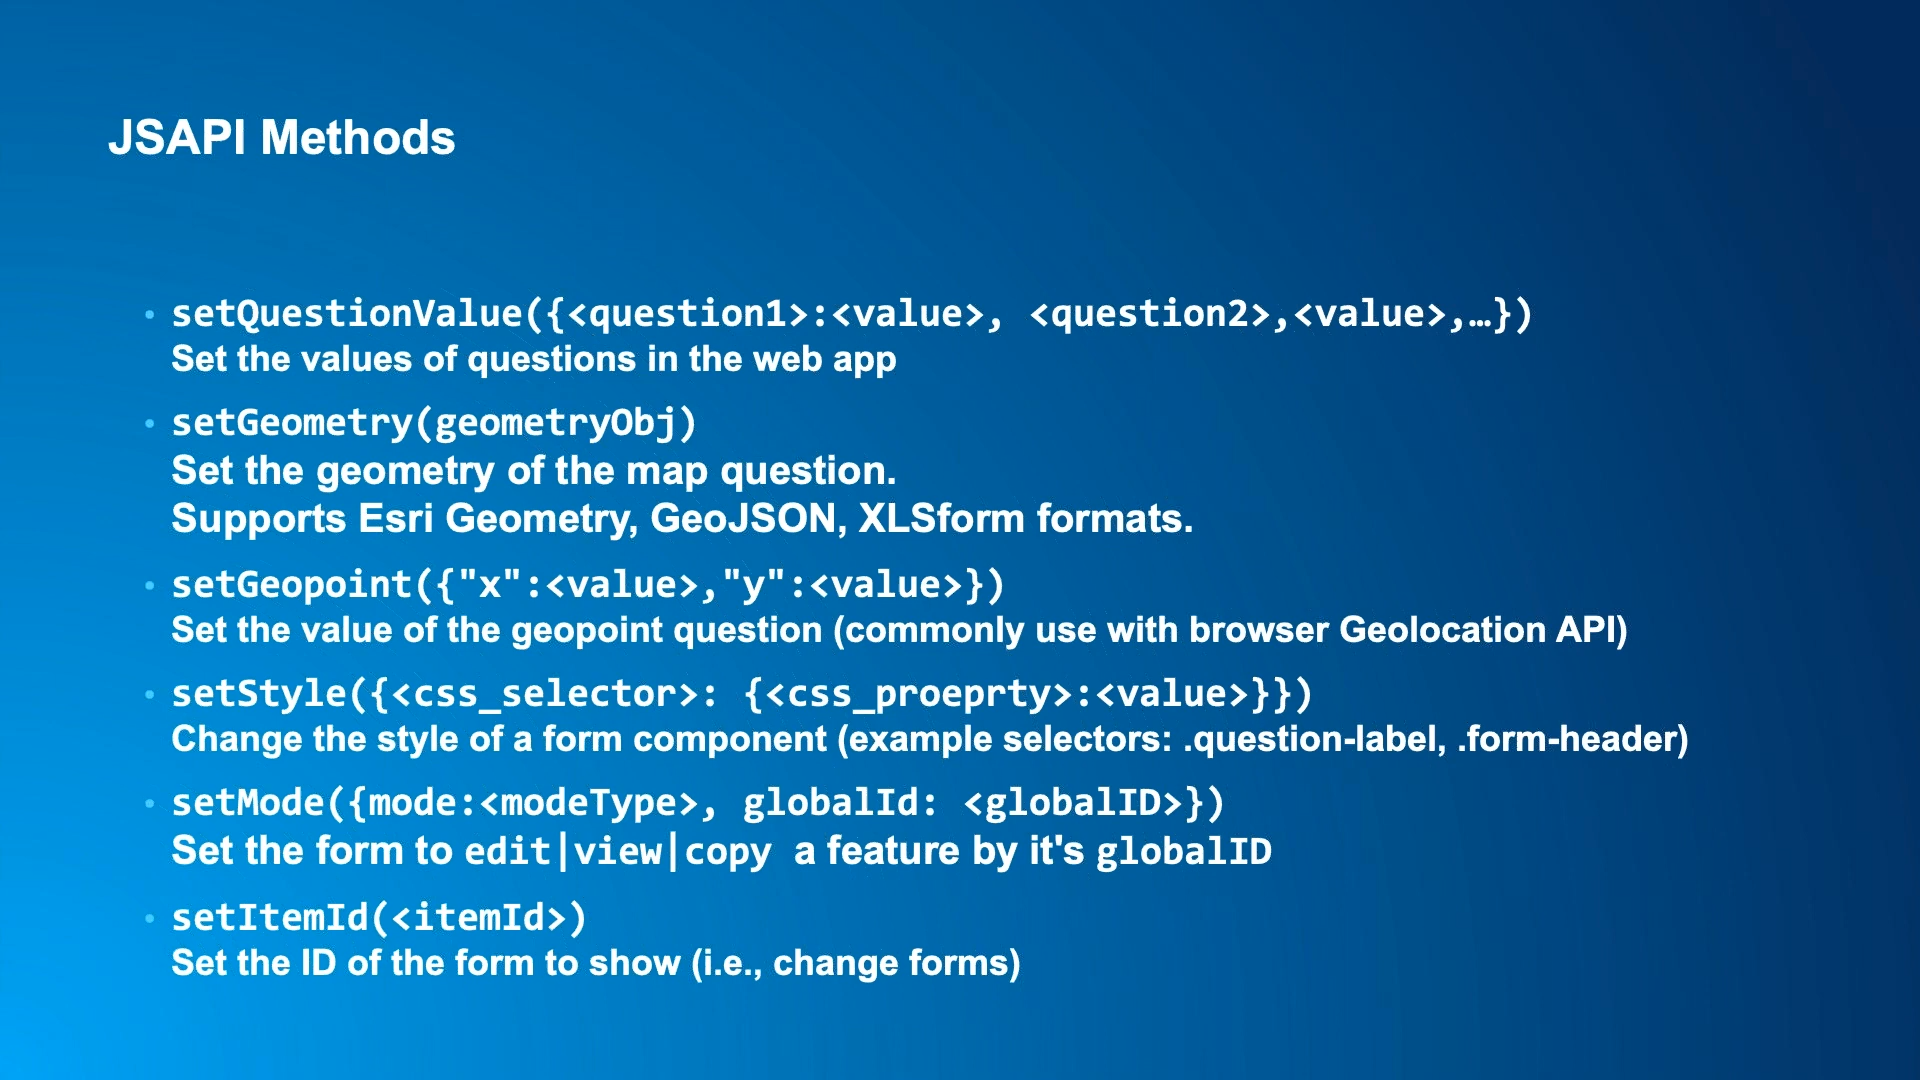 JSAPI Methods
• setQuestionValue({<question1>:<value>, <question2>,<value>,…})
Set the values of questions in the web app
• setGeometry(geometryObj)
Set the geometry of the map question.
Supports Esri Geometry, GeoJSON, XLSform formats.
• setGeopoint({"x":<value>,"y":<value>})
Set the value of the geopoint question (commonly use with browser Geolocation API)
• setStyle({<css_selector>: {<css_proeprty>:<value>}})
Change the style of a form component (example selectors: .question-label, .form-header)
• setMode({mode:<modeType>, globalId: <globalID>})
Set the form to edit|view|copy a feature by it's globalID
• setItemId(<itemId>)
Set the ID of the form to show (i.e., change forms)